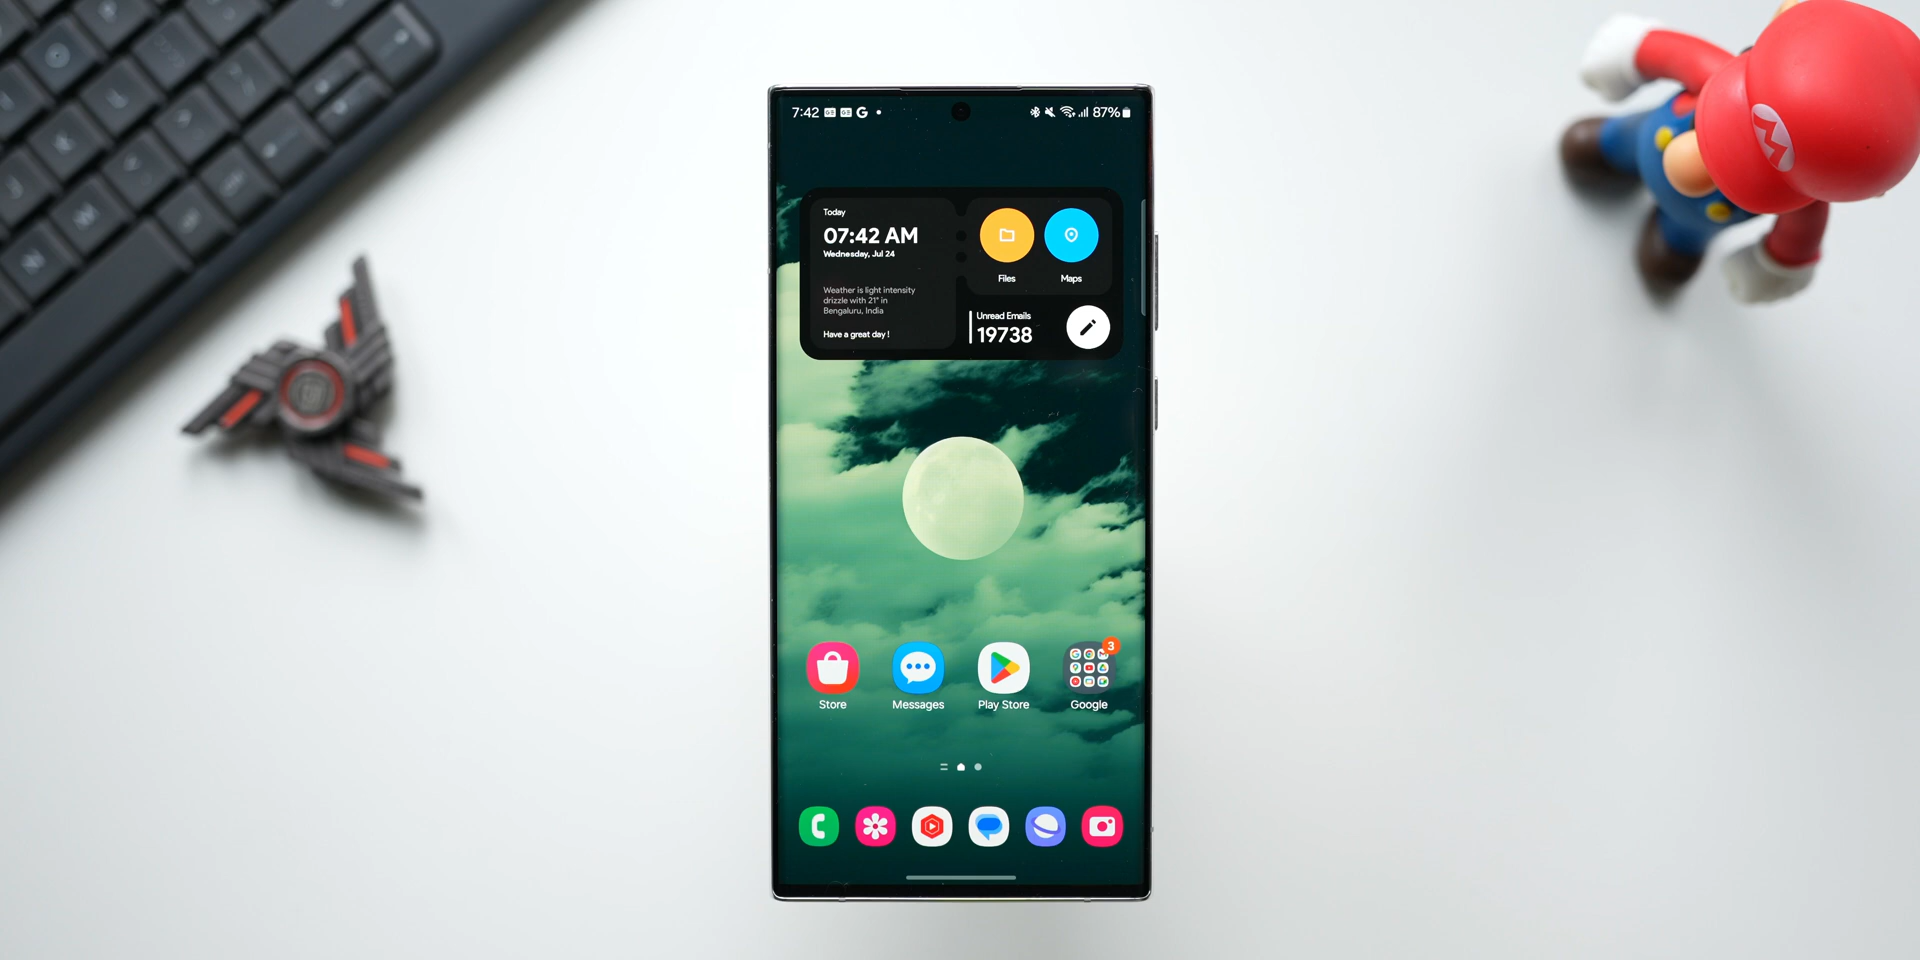 7:42 87%
Today
07:42 AM
Wednesday, Jul 24
Weather is light intensity
drizzle with 21° in
Bengaluru, India
Have a great day !
Files Maps
Unread Emails
19738
3
Store Messages Play Store Google